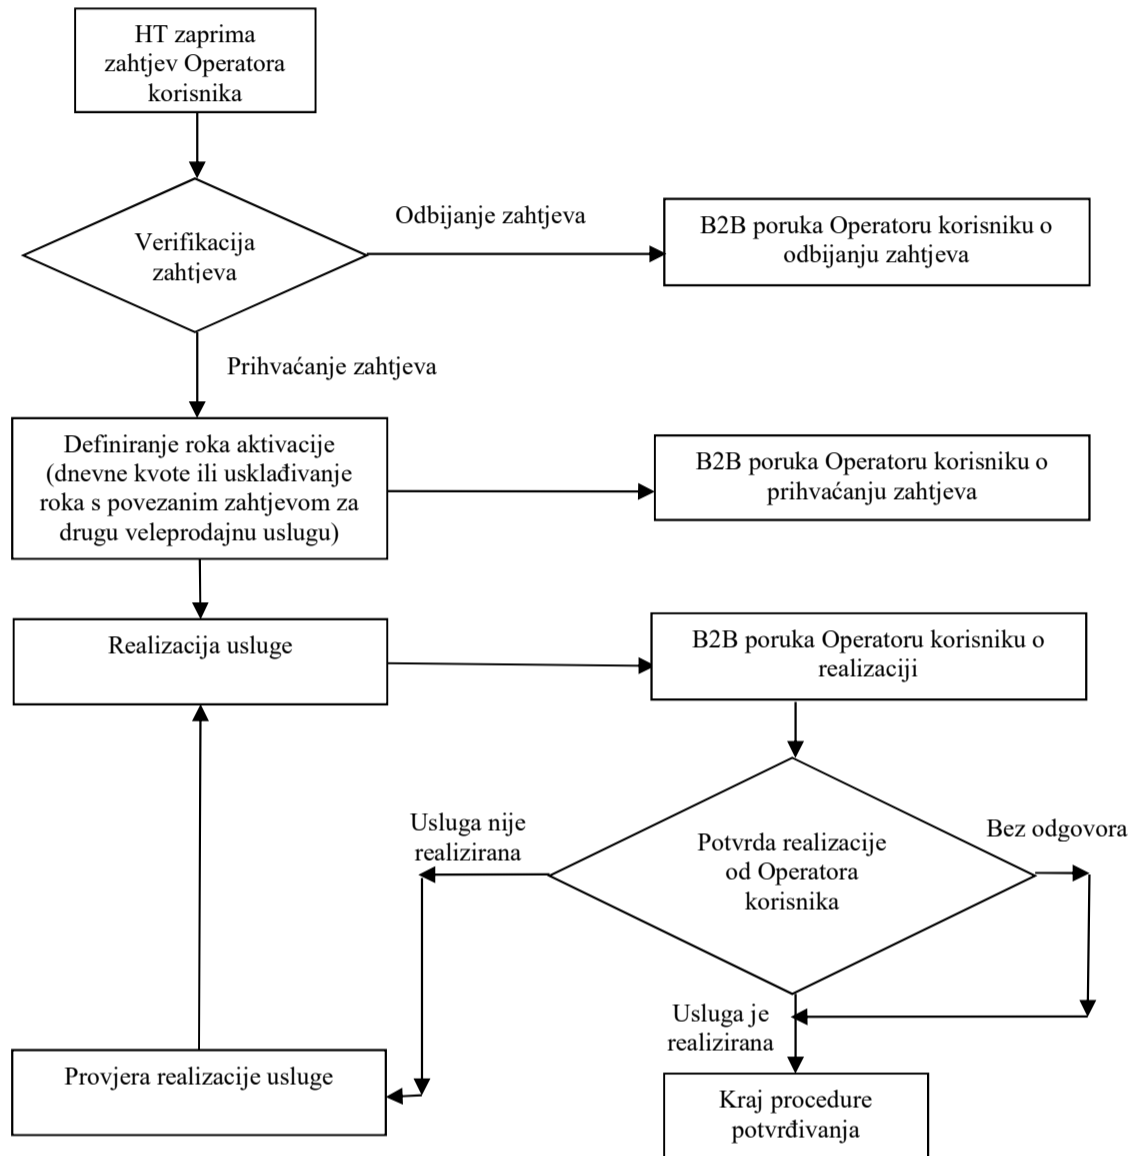 HT zaprima
zahtjev Operatora
korisnika
Verifikacija
zahtjeva
Odbijanje zahtjeva
B2B poruka Operatoru korisniku o
odbijanju zahtjeva
Prihvaćanje zahtjeva
Definiranje roka aktivacije
(dnevne kvote ili usklađivanje
roka s povezanim zahtjevom za
drugu veleprodajnu uslugu)
B2B poruka Operatoru korisniku o
prihvaćanju zahtjeva
Realizacija usluge
B2B poruka Operatoru korisniku o
realizaciji
Usluga nije
realizirana
Potvrda realizacije
od Operatora
korisnika
Bez odgovora
Usluga je
realizirana
Provjera realizacije usluge
Kraj procedure
potvrđivanja